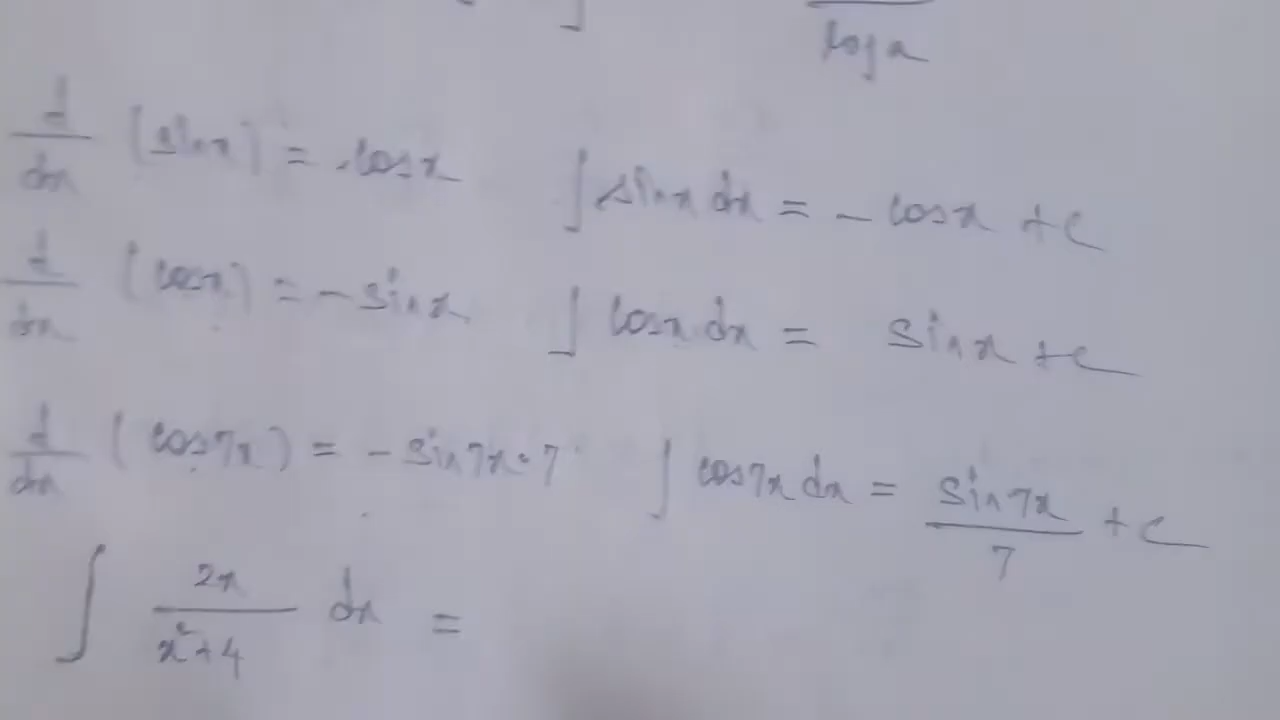 log a
d/dx (sin x) = cos x ∫ sin x dx = - cos x + c
d/dx (cos x) = - sin x ∫ cos x dx = sin x + c
d/dx (cos 7x) = - sin 7x · 7 ∫ cos 7x dx = sin 7x / 7 + c
∫ 2x / x² + 4 dx =